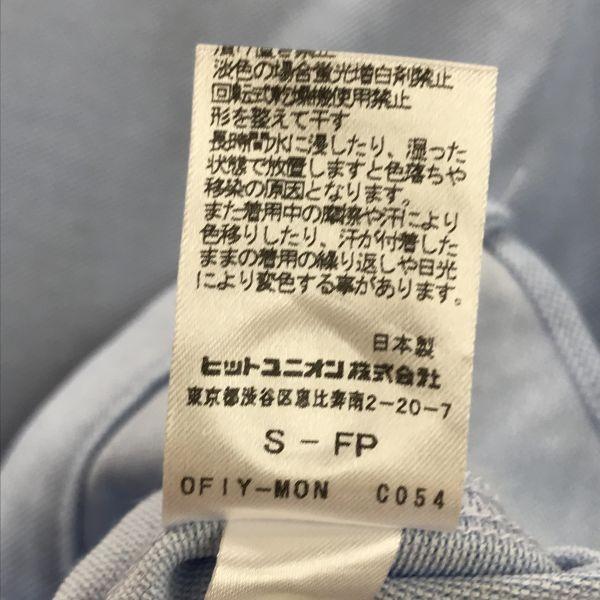 漬け置き禁止
淡色の場合蛍光増白剤禁止
回転式乾燥機使用禁止
形を整えて干す
長時間水に浸したり、湿った
状態で放置しますと色落ちや
移染の原因となります。
また着用中の摩擦や汗により
色移りしたり、汗が付着した
ままの着用の繰り返しや日光
により変色する事があります。
日本製
ヒットユニオン株式会社
東京都渋谷区恵比寿南2-20-7
S-FP
OFIY-MON C054